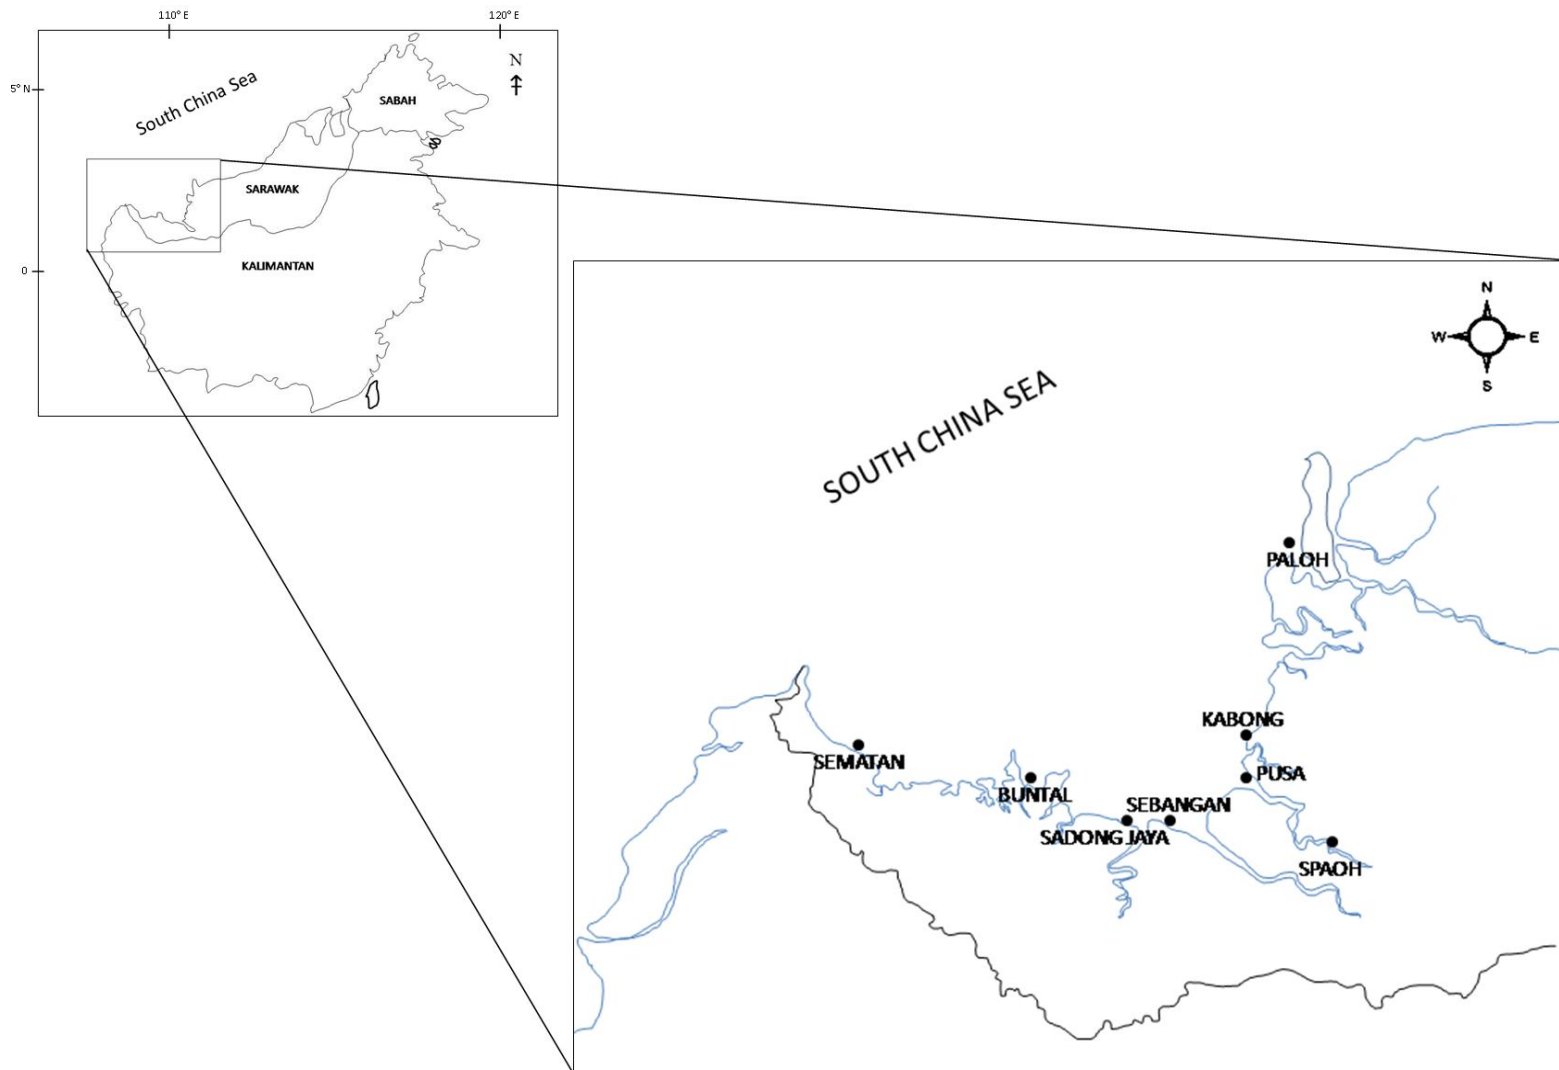 110° E
120° E
N
5° N
South China Sea
SABAH
SARAWAK
KALIMANTAN
0
N
W
E
S
SOUTH CHINA SEA
PALOH
KABONG
SEMATAN
PUSA
BUNTAL
SEBANGAN
SADONG JAYA
SPAOH